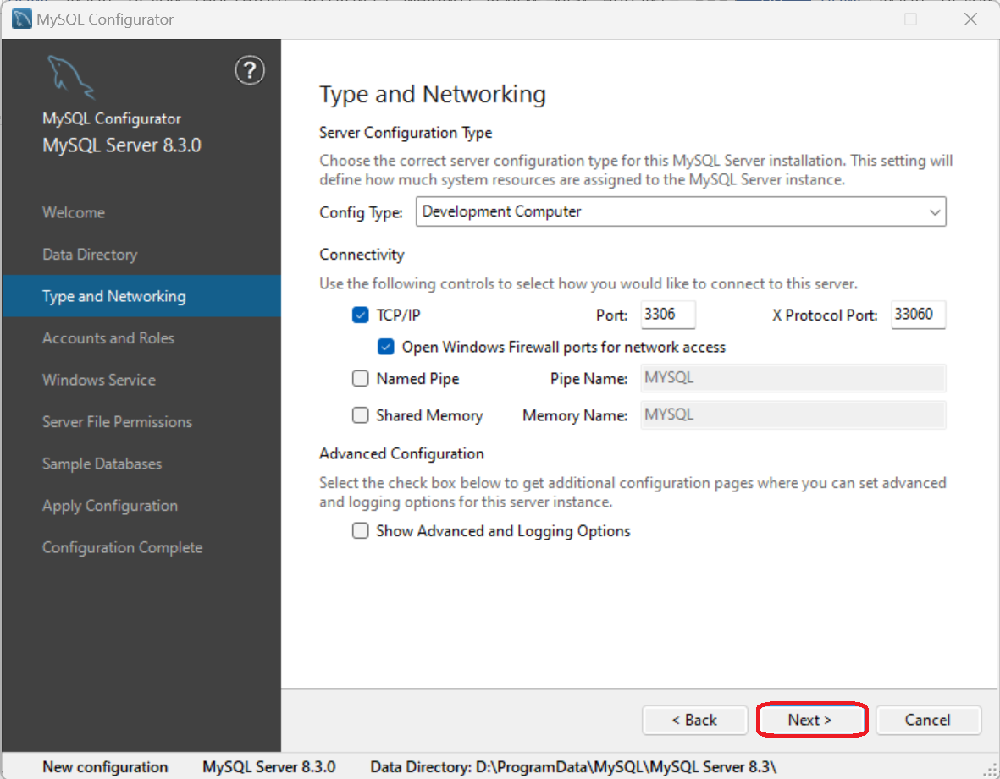 MySQL Configurator
?
MySQL Configurator
MySQL Server 8.3.0
Welcome
Data Directory
Type and Networking
Accounts and Roles
Windows Service
Server File Permissions
Sample Databases
Apply Configuration
Configuration Complete
Type and Networking
Server Configuration Type
Choose the correct server configuration type for this MySQL Server installation. This setting will
define how much system resources are assigned to the MySQL Server instance.
Config Type: Development Computer
Connectivity
Use the following controls to select how you would like to connect to this server.
TCP/IP Port: 3306 X Protocol Port: 33060
Open Windows Firewall ports for network access
Named Pipe Pipe Name: MYSQL
Shared Memory Memory Name: MYSQL
Advanced Configuration
Select the check box below to get additional configuration pages where you can set advanced
and logging options for this server instance.
Show Advanced and Logging Options
< Back Next > Cancel
New configuration MySQL Server 8.3.0 Data Directory: D:\ProgramData\MySQL\MySQL Server 8.3\